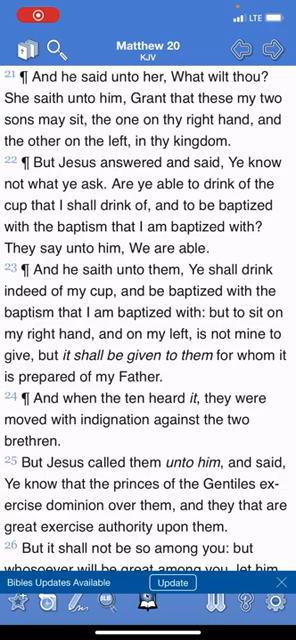 LTE
Matthew 20
KJV
21 ¶ And he said unto her, What wilt thou?
She saith unto him, Grant that these my two
sons may sit, the one on thy right hand, and
the other on the left, in thy kingdom.
22 ¶ But Jesus answered and said, Ye know
not what ye ask. Are ye able to drink of the
cup that I shall drink of, and to be baptized
with the baptism that I am baptized with?
They say unto him, We are able.
23 ¶ And he saith unto them, Ye shall drink
indeed of my cup, and be baptized with the
baptism that I am baptized with: but to sit on
my right hand, and on my left, is not mine to
give, but it shall be given to them for whom it
is prepared of my Father.
24 ¶ And when the ten heard it, they were
moved with indignation against the two
brethren.
25 But Jesus called them unto him, and said,
Ye know that the princes of the Gentiles ex-
ercise dominion over them, and they that are
great exercise authority upon them.
26 But it shall not be so among you: but
whosoever will be great among you, let him
Bibles Updates Available
Update